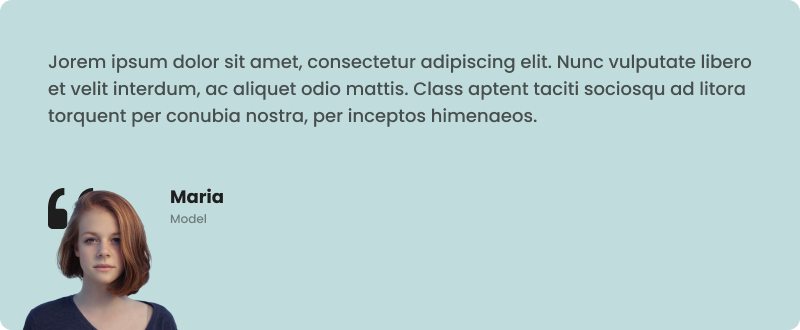 Jorem ipsum dolor sit amet, consectetur adipiscing elit. Nunc vulputate libero
et velit interdum, ac aliquet odio mattis. Class aptent taciti sociosqu ad litora
torquent per conubia nostra, per inceptos himenaeos.
Maria
Model